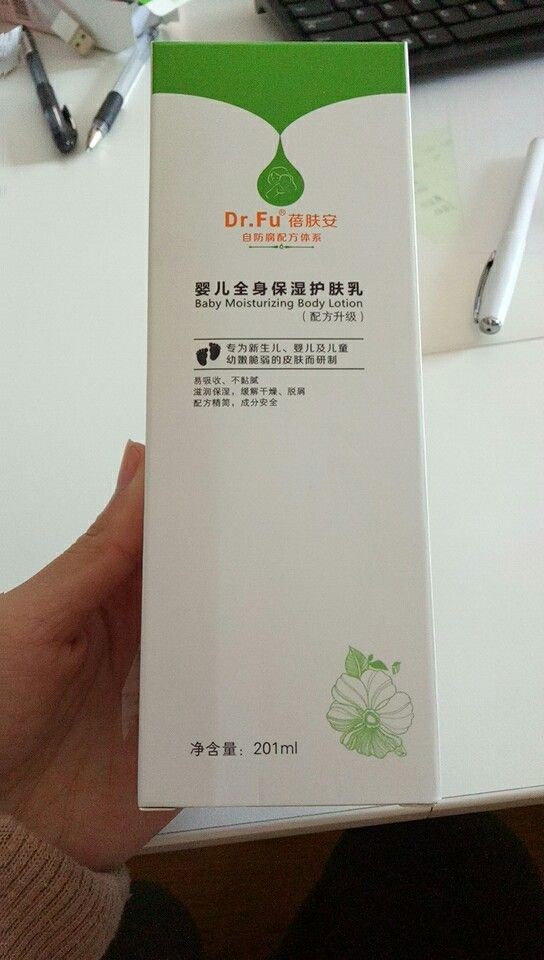 Dr.Fu® 蓓肤安
自防腐配方体系
婴儿全身保湿护肤乳
Baby Moisturizing Body Lotion
（配方升级）
专为新生儿、婴儿及儿童
幼嫩脆弱的皮肤而研制
易吸收、不黏腻
滋润保湿，缓解干燥、脱屑
配方精简，成分安全
净含量：201ml